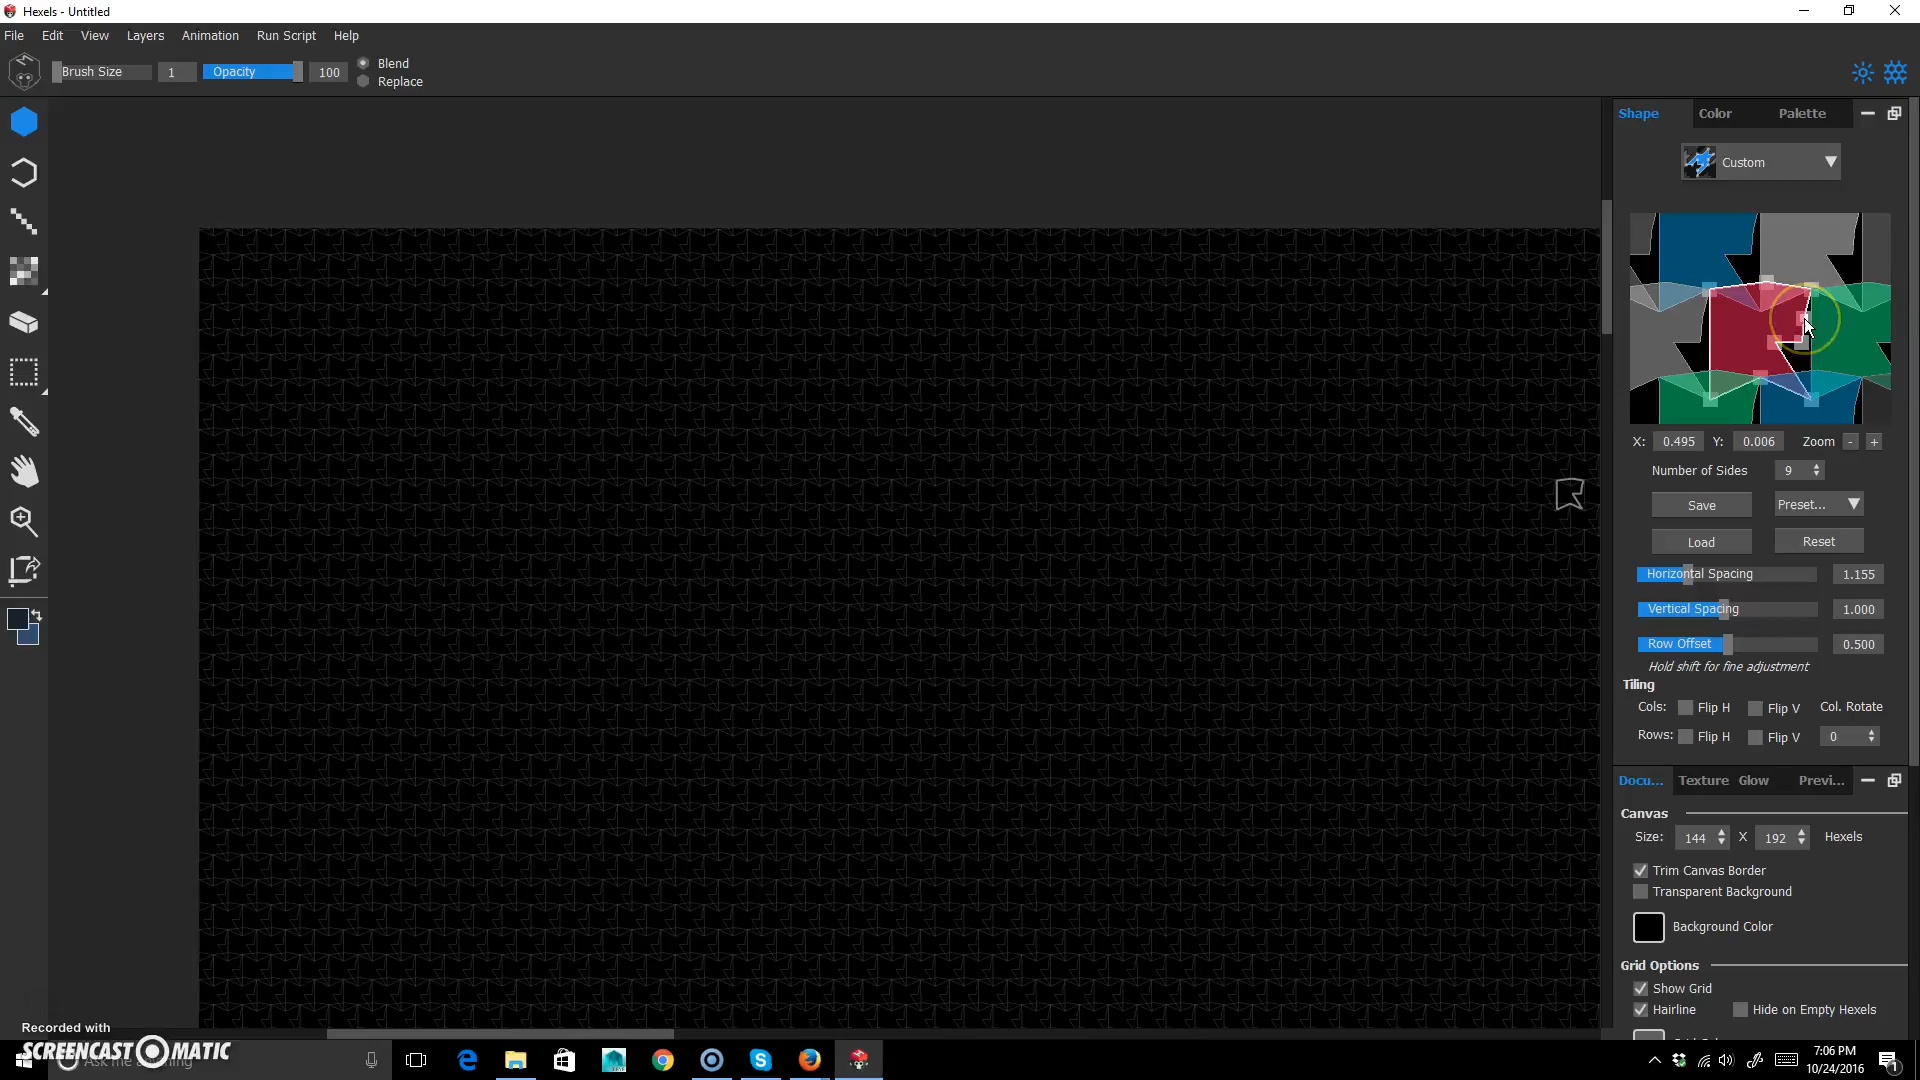 Hexels - Untitled
File Edit View Layers Animation Run Script Help
Brush Size 1 Opacity 100 Blend
Replace
Shape Color Palette
Custom
X: 0.495 Y: 0.006 Zoom - +
Number of Sides 9
Save Preset...
Load Reset
Horizontal Spacing 1.155
Vertical Spacing 1.000
Row Offset 0.500
Hold shift for fine adjustment
Tiling
Cols: Flip H Flip V Col. Rotate
Rows: Flip H Flip V 0
Docu... Texture Glow Previ...
Canvas
Size: 144 X 192 Hexels
Trim Canvas Border
Transparent Background
Background Color
Grid Options
Show Grid
Hairline Hide on Empty Hexels
Recorded with
SCREENCAST-O-MATIC
7:06 PM
10/24/2016
1